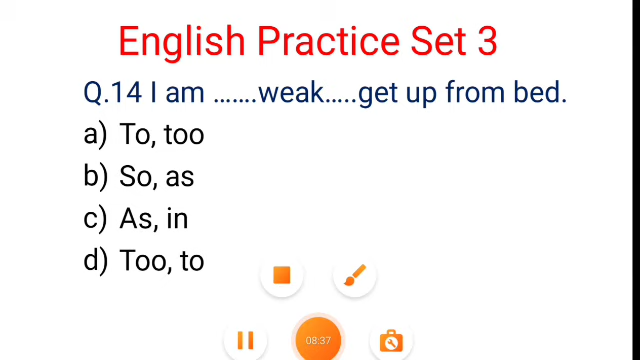 English Practice Set 3
Q.14 I am …….weak…..get up from bed.
a) To, too
b) So, as
c) As, in
d) Too, to
08:37